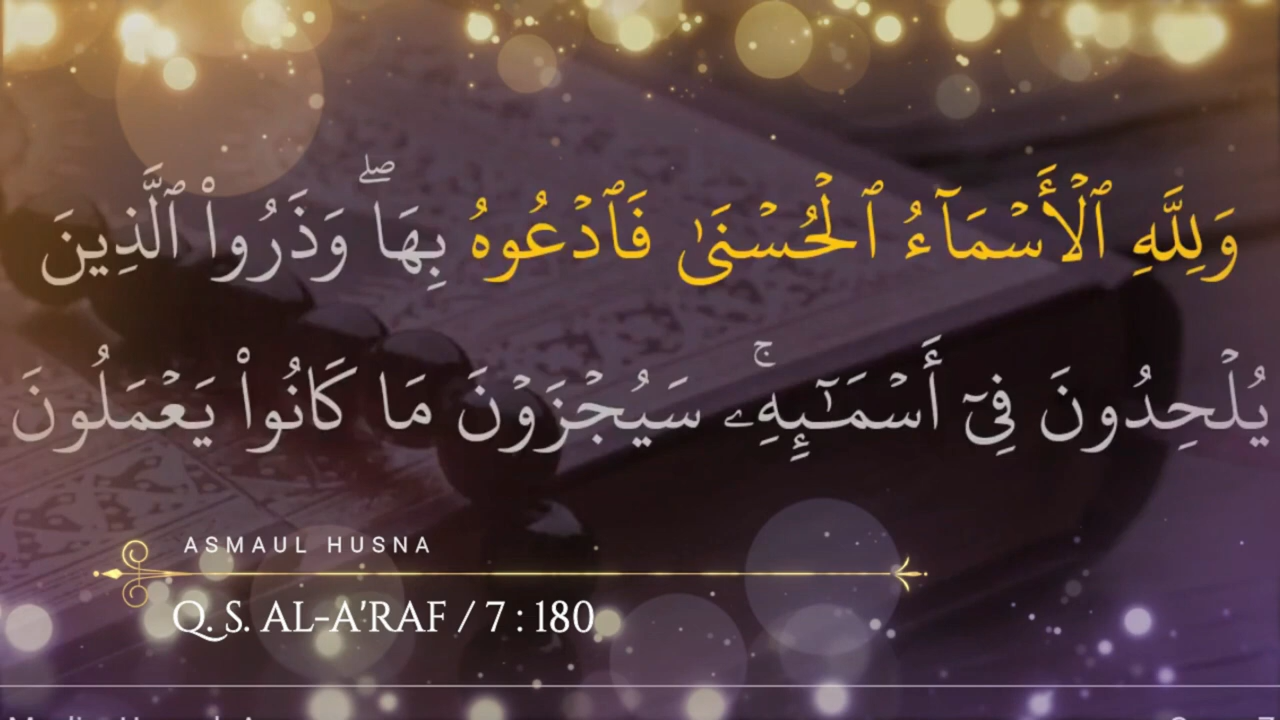 وَلِلَّهِ ٱلْأَسْمَآءُ ٱلْحُسْنَىٰ فَٱدْعُوهُ بِهَا ۖ وَذَرُوا۟ ٱلَّذِينَ
يُلْحِدُونَ فِىٓ أَسْمَـٰٓئِهِۦ ۚ سَيُجْزَوْنَ مَا كَانُوا۟ يَعْمَلُونَ
ASMAUL HUSNA
Q. S. AL-A'RAF / 7 : 180